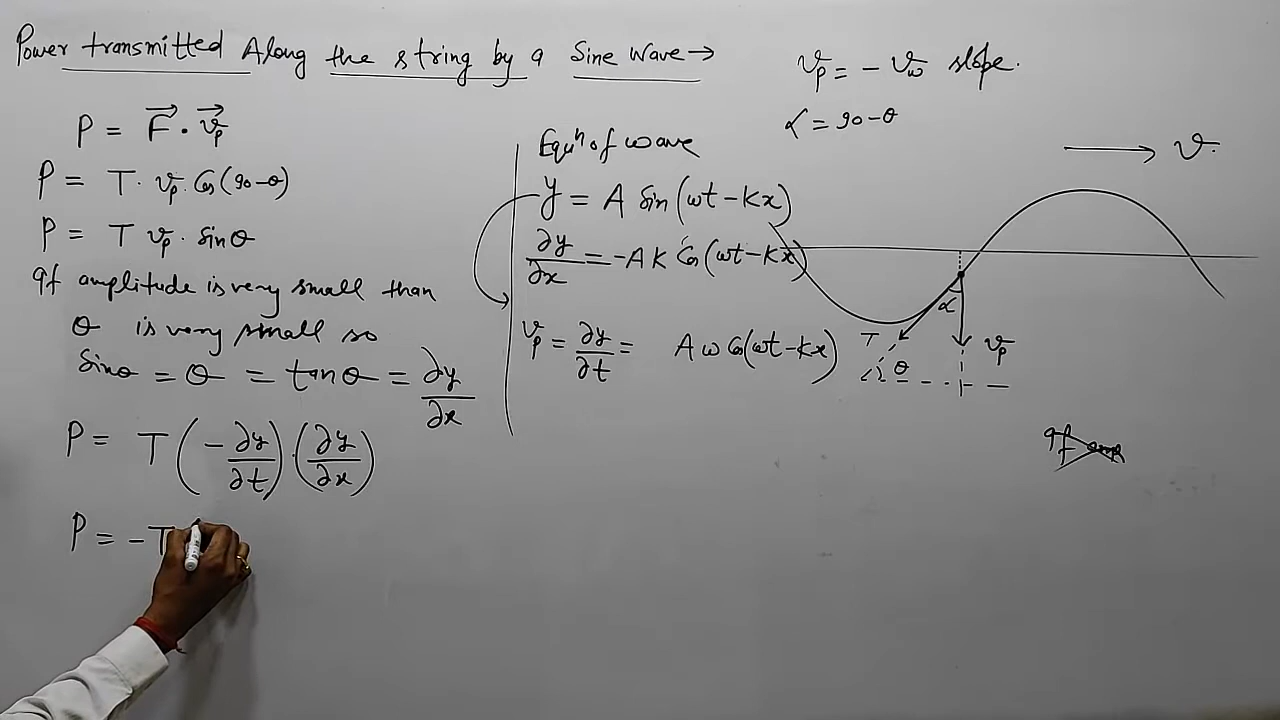 Power transmitted Along the string by a Sine Wave →
P = F⃗ · v⃗p
P = T · vp · Cos (90-θ)
P = T vp · sinθ
If amplitude is very small than
θ is very small so
Sinθ = θ = tanθ = ∂y/∂x
P = T (-∂y/∂t) · (∂y/∂x)
P = -T
Equⁿ of wave
y = A Sin (ωt - kx)
∂y/∂x = -A K Cos (ωt - kx)
vp = ∂y/∂t = A ω Cos (ωt - kx)
vp = - vw slope.
α = 90 - θ
→ v.
α
T
θ
vp